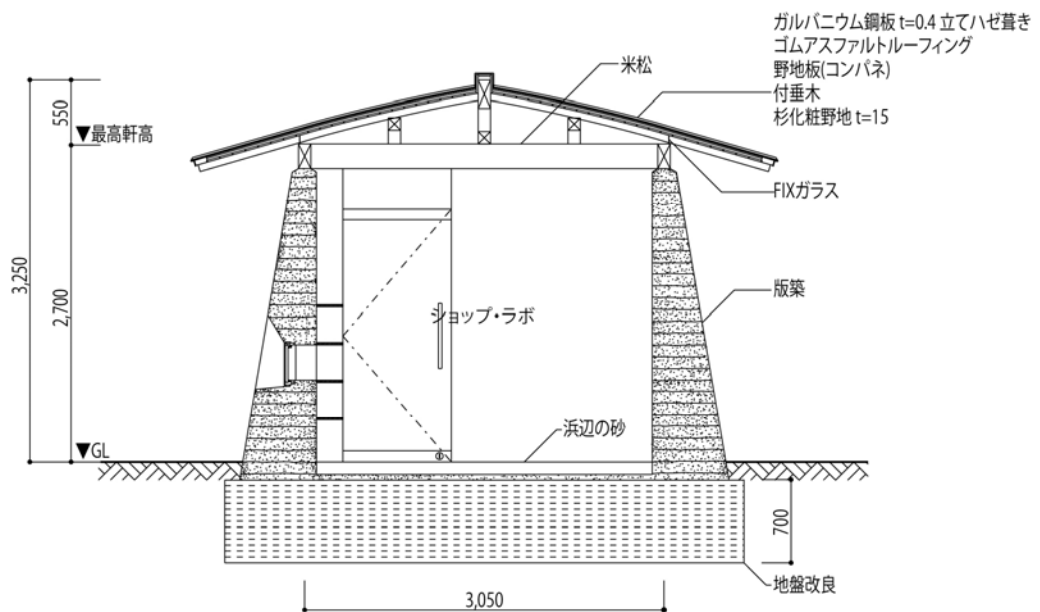 ガルバニウム鋼板 t=0.4 立てハゼ葺き
ゴムアスファルトルーフィング
野地板(コンパネ)
付垂木
杉化粧野地 t=15
米松
550
▼最高軒高
FIXガラス
3,250
2,700
版築
ショップ・ラボ
浜辺の砂
▼GL
700
地盤改良
3,050